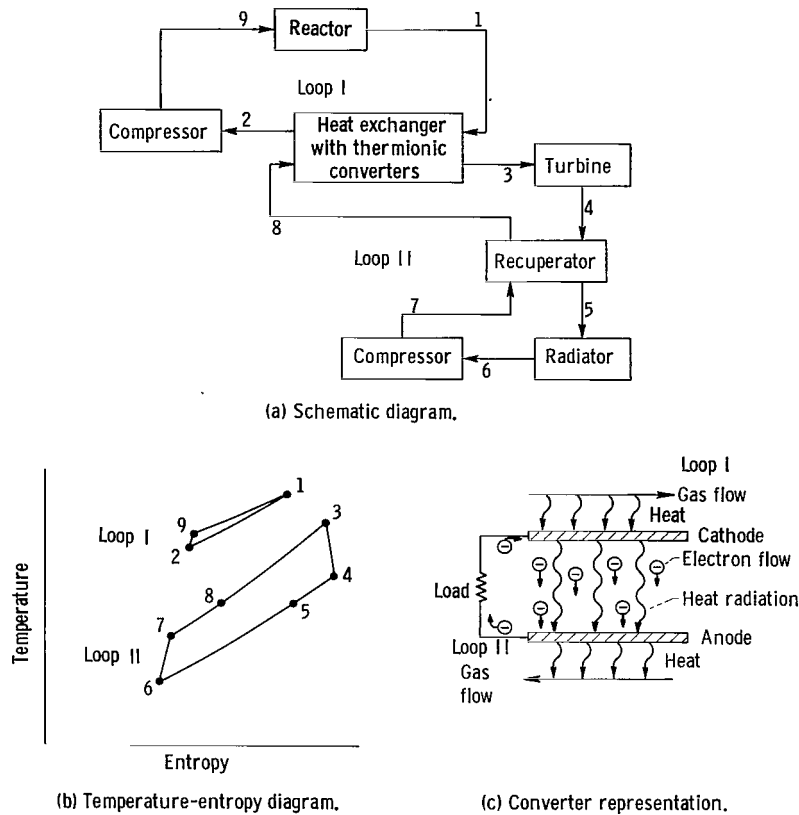 9
Reactor
1
Loop I
Compressor
2
Heat exchanger
with thermionic
converters
3
Turbine
4
8
Loop II
Recuperator
7
5
Compressor
6
Radiator
(a) Schematic diagram.
Temperature
1
Loop I
9
2
3
8
4
5
7
Loop II
6
Entropy
(b) Temperature-entropy diagram.
Loop I
Gas flow
Heat
Cathode
Electron flow
Load
Heat radiation
Anode
Loop II
Gas
flow
Heat
(c) Converter representation.